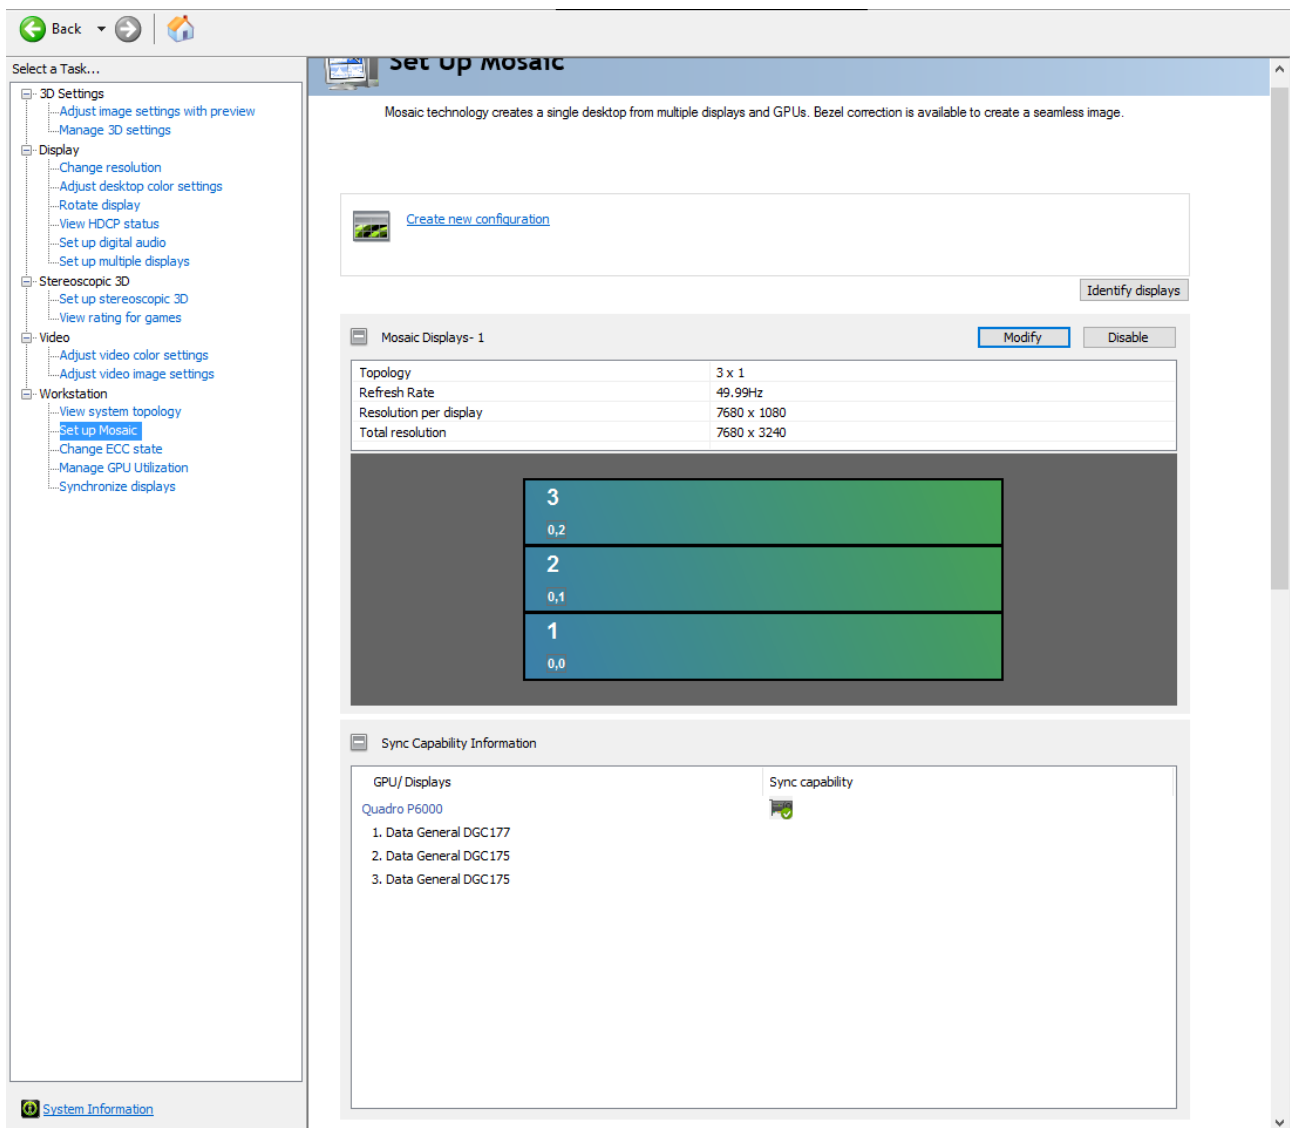 Back
Select a Task...
3D Settings
Adjust image settings with preview
Manage 3D settings
Display
Change resolution
Adjust desktop color settings
Rotate display
View HDCP status
Set up digital audio
Set up multiple displays
Stereoscopic 3D
Set up stereoscopic 3D
View rating for games
Video
Adjust video color settings
Adjust video image settings
Workstation
View system topology
Set up Mosaic
Change ECC state
Manage GPU Utilization
Synchronize displays
System Information
Set Up Mosaic
Mosaic technology creates a single desktop from multiple displays and GPUs. Bezel correction is available to create a seamless image.
Create new configuration
Identify displays
Mosaic Displays- 1 Modify Disable
Topology 3 x 1
Refresh Rate 49.99Hz
Resolution per display 7680 x 1080
Total resolution 7680 x 3240
3
0,2
2
0,1
1
0,0
Sync Capability Information
GPU/ Displays Sync capability
Quadro P6000
1. Data General DGC177
2. Data General DGC175
3. Data General DGC175